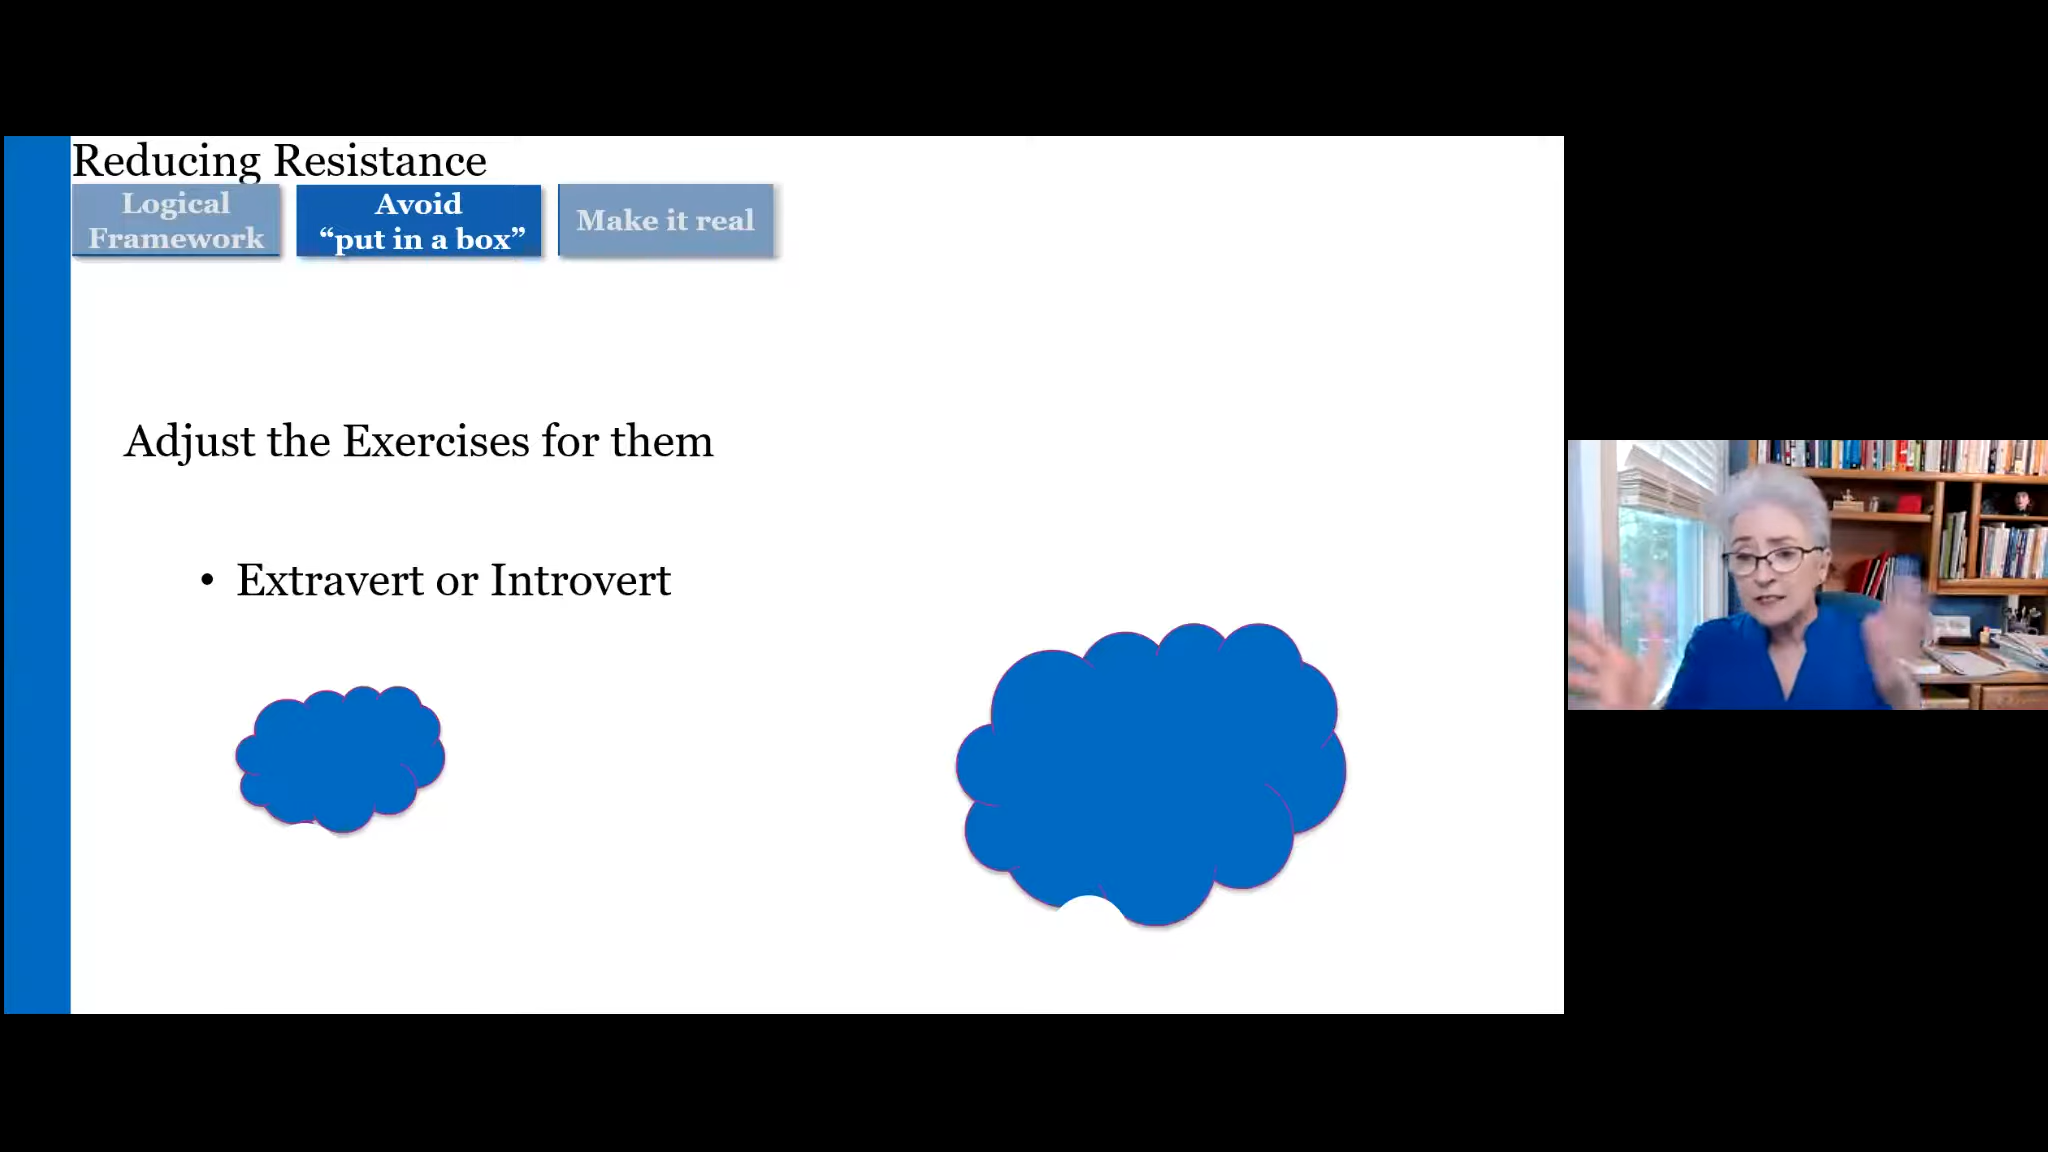 Reducing Resistance
Logical
Framework
Avoid
“put in a box”
Make it real
Adjust the Exercises for them
• Extravert or Introvert